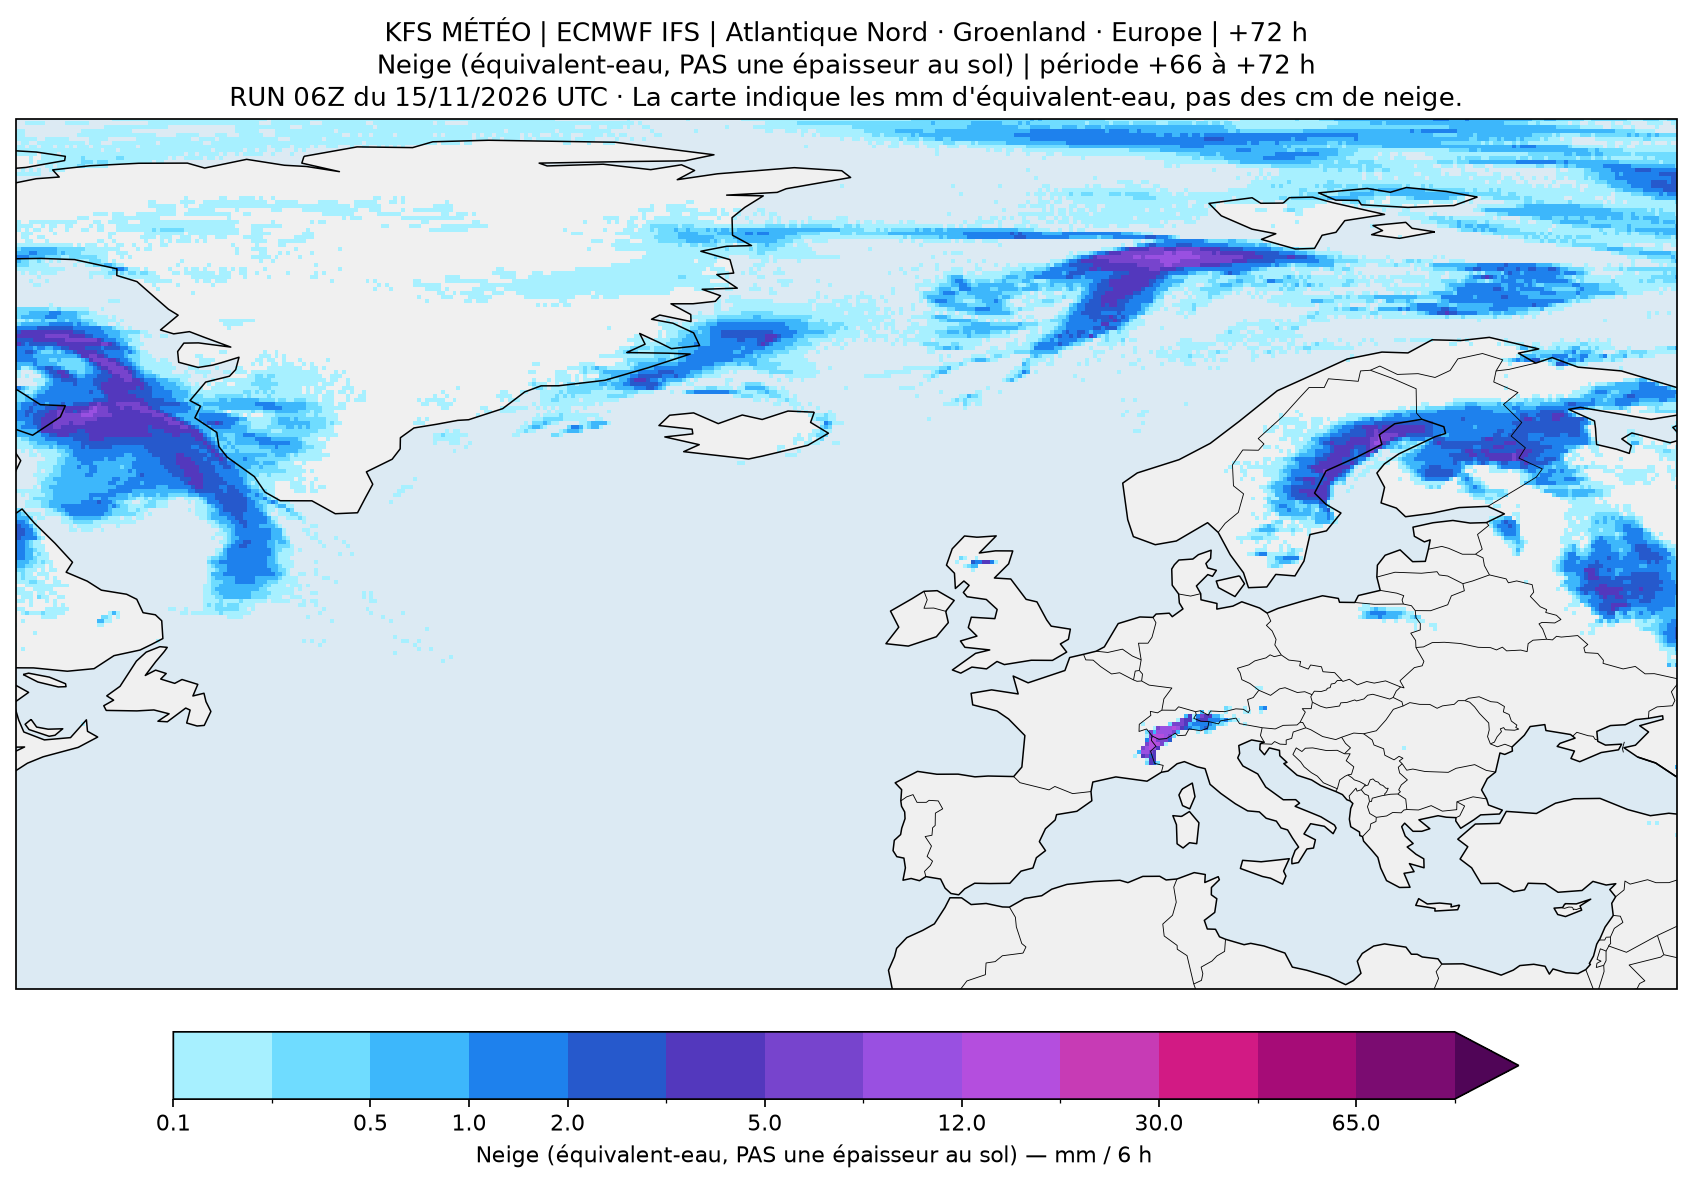 KFS MÉTÉO | ECMWF IFS | Atlantique Nord · Groenland · Europe | +72 h
Neige (équivalent-eau, PAS une épaisseur au sol) | période +66 à +72 h
RUN 06Z du 15/11/2026 UTC · La carte indique les mm d'équivalent-eau, pas des cm de neige.
0.1 0.5 1.0 2.0 5.0 12.0 30.0 65.0
Neige (équivalent-eau, PAS une épaisseur au sol) — mm / 6 h